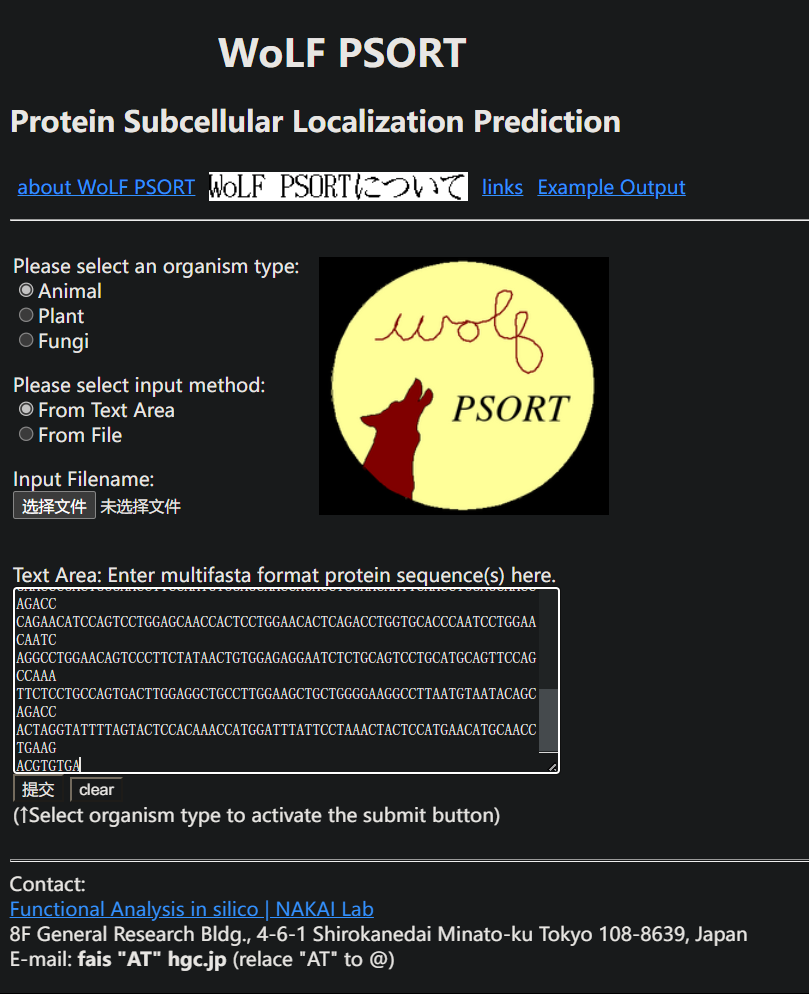 WoLF PSORT
Protein Subcellular Localization Prediction
about WoLF PSORT WoLF PSORTについて links Example Output
Please select an organism type:
Animal
Plant
Fungi
wolf
PSORT
Please select input method:
From Text Area
From File
Input Filename:
选择文件 未选择文件
Text Area: Enter multifasta format protein sequence(s) here.
AGACC
CAGAACATCCAGTCCTGGAGCAACCACTCCTGGAACACTCAGACCTGGTGCACCCAATCCTGGAA
CAATC
AGGCCTGGAACAGTCCCTTCTATAACTGTGGAGAGGAATCTCTGCAGTCCTGCATGCAGTTCCAG
CCAAA
TTCTCCTGCCAGTGACTTGGAGGCTGCCTTGGAAGCTGCTGGGGAAGGCCTTAATGTAATACAGC
AGACC
ACTAGGTATTTTAGTACTCCACAAACCATGGATTTATTCCTAAACTACTCCATGAACATGCAACC
TGAAG
ACGTGTGA
提交 clear
(↑Select organism type to activate the submit button)
Contact:
Functional Analysis in silico | NAKAI Lab
8F General Research Bldg., 4-6-1 Shirokanedai Minato-ku Tokyo 108-8639, Japan
E-mail: fais "AT" hgc.jp (relace "AT" to @)